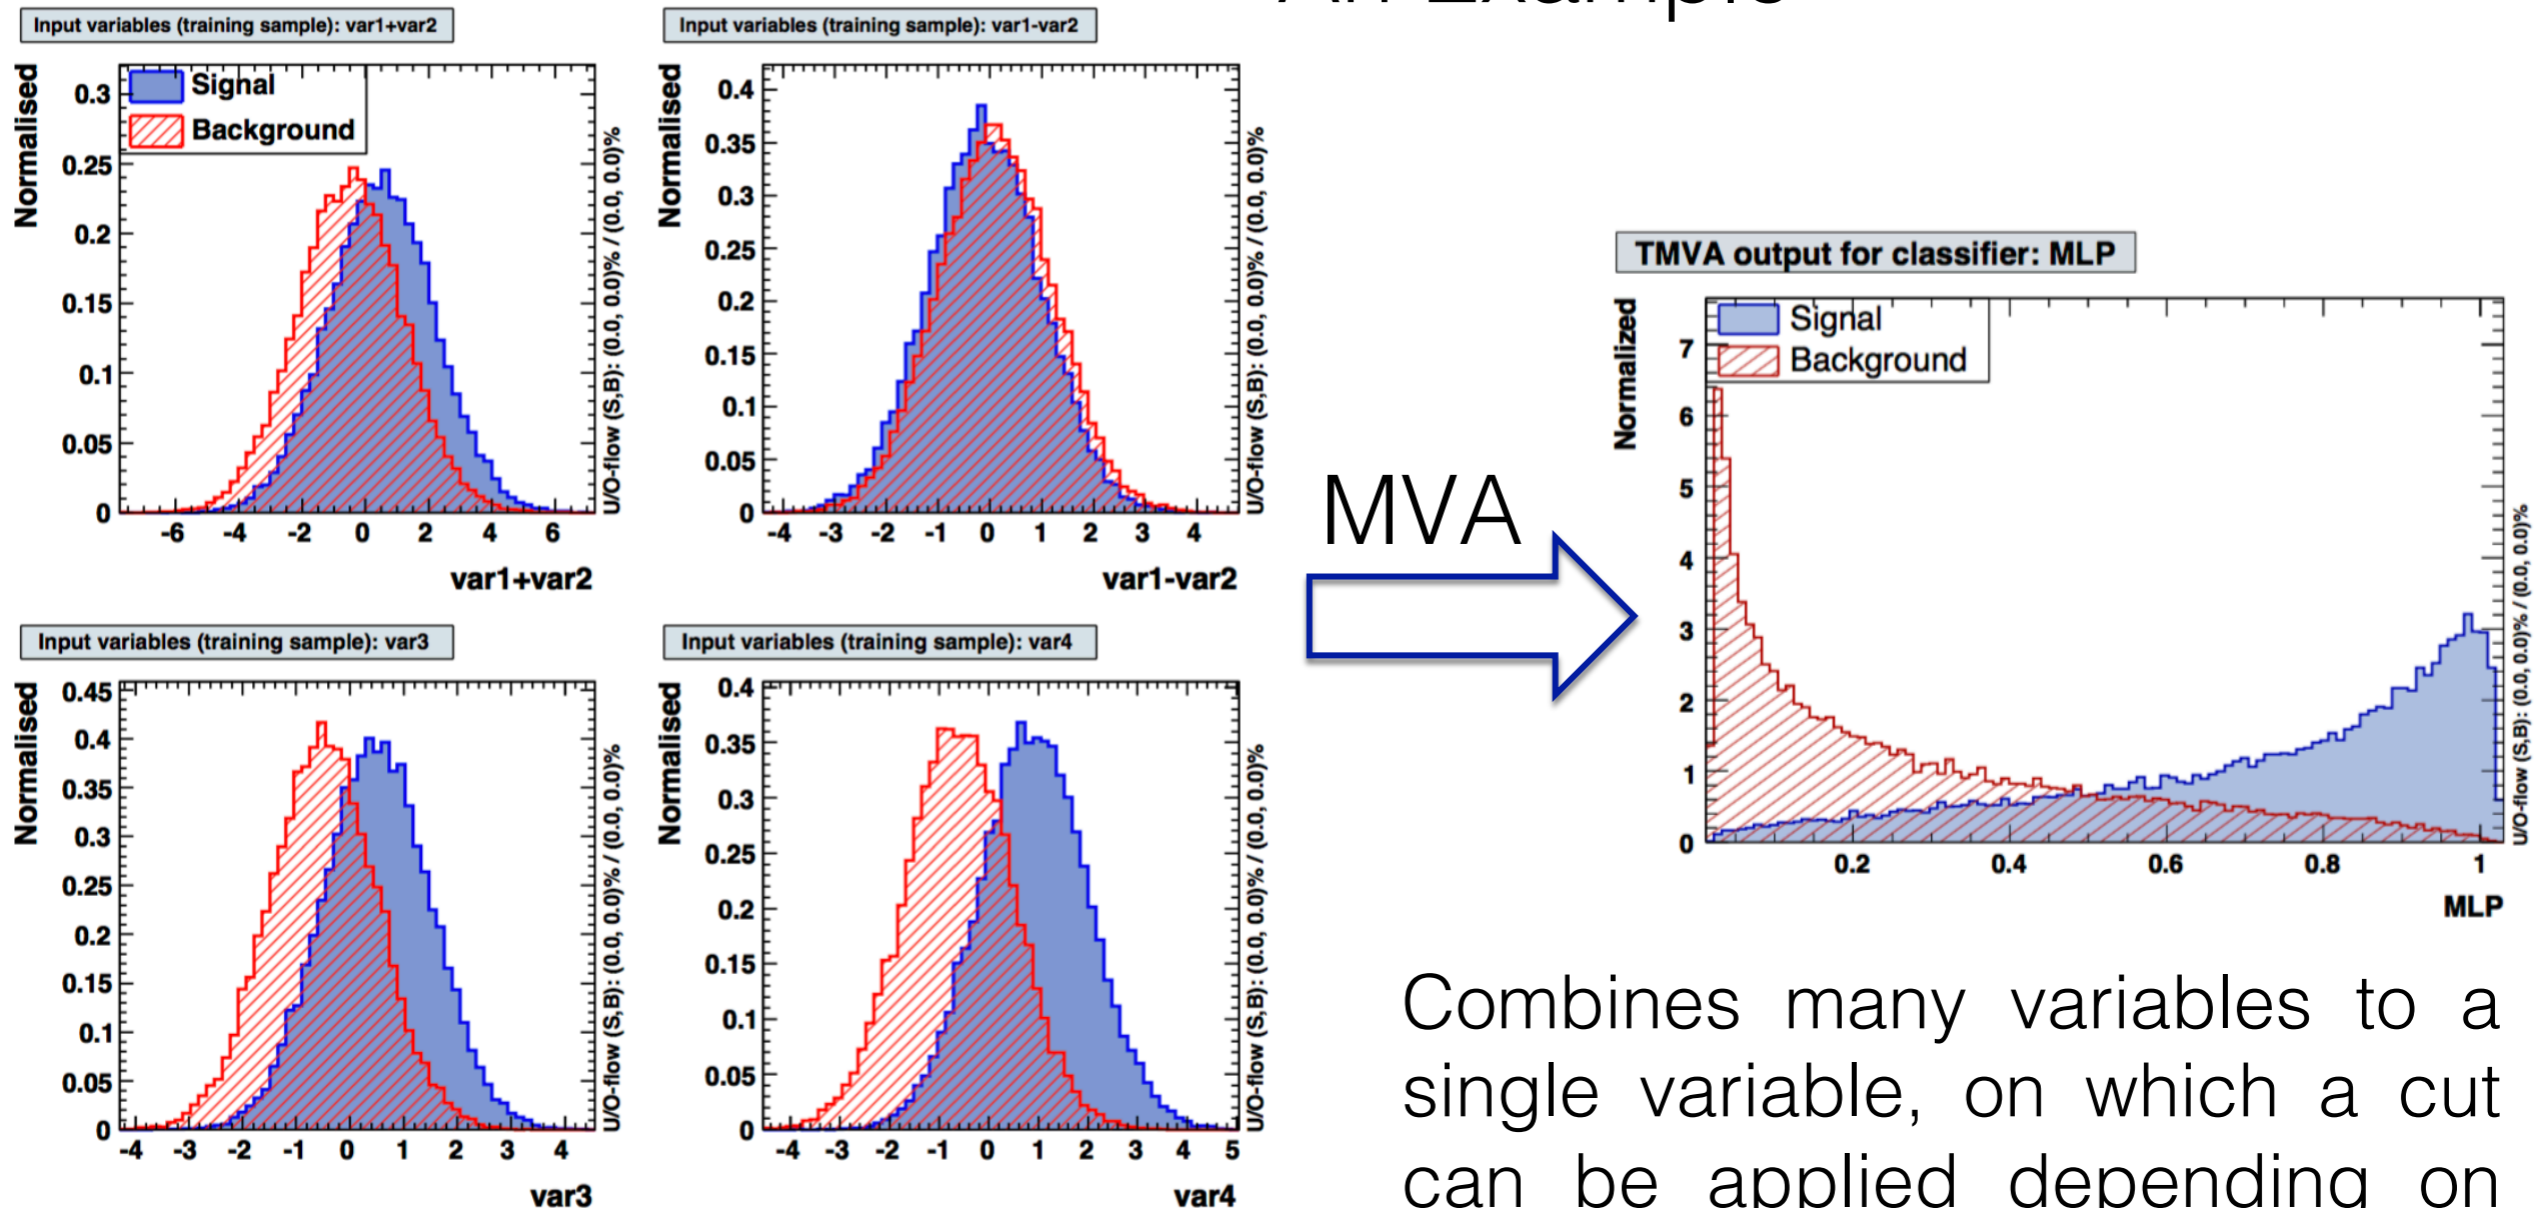 An Example
Input variables (training sample): var1+var2
Normalised
Signal
Background
0.3
0.25
0.2
0.15
0.1
0.05
0
-6 -4 -2 0 2 4 6
var1+var2
U/O-flow (S,B): (0.0, 0.0)% / (0.0, 0.0)%
Input variables (training sample): var1-var2
Normalised
0.4
0.35
0.3
0.25
0.2
0.15
0.1
0.05
0
-4 -3 -2 -1 0 1 2 3 4
var1-var2
U/O-flow (S,B): (0.0, 0.0)% / (0.0, 0.0)%
Input variables (training sample): var3
Normalised
0.45
0.4
0.35
0.3
0.25
0.2
0.15
0.1
0.05
0
-4 -3 -2 -1 0 1 2 3 4
var3
U/O-flow (S,B): (0.0, 0.0)% / (0.0, 0.0)%
Input variables (training sample): var4
Normalised
0.4
0.35
0.3
0.25
0.2
0.15
0.1
0.05
0
-4 -3 -2 -1 0 1 2 3 4 5
var4
U/O-flow (S,B): (0.0, 0.0)% / (0.0, 0.0)%
MVA
TMVA output for classifier: MLP
Normalized
Signal
Background
7
6
5
4
3
2
1
0
0.2 0.4 0.6 0.8 1
MLP
U/O-flow (S,B): (0.0, 0.0)% / (0.0, 0.0)%
Combines many variables to a
single variable, on which a cut
can be applied depending on